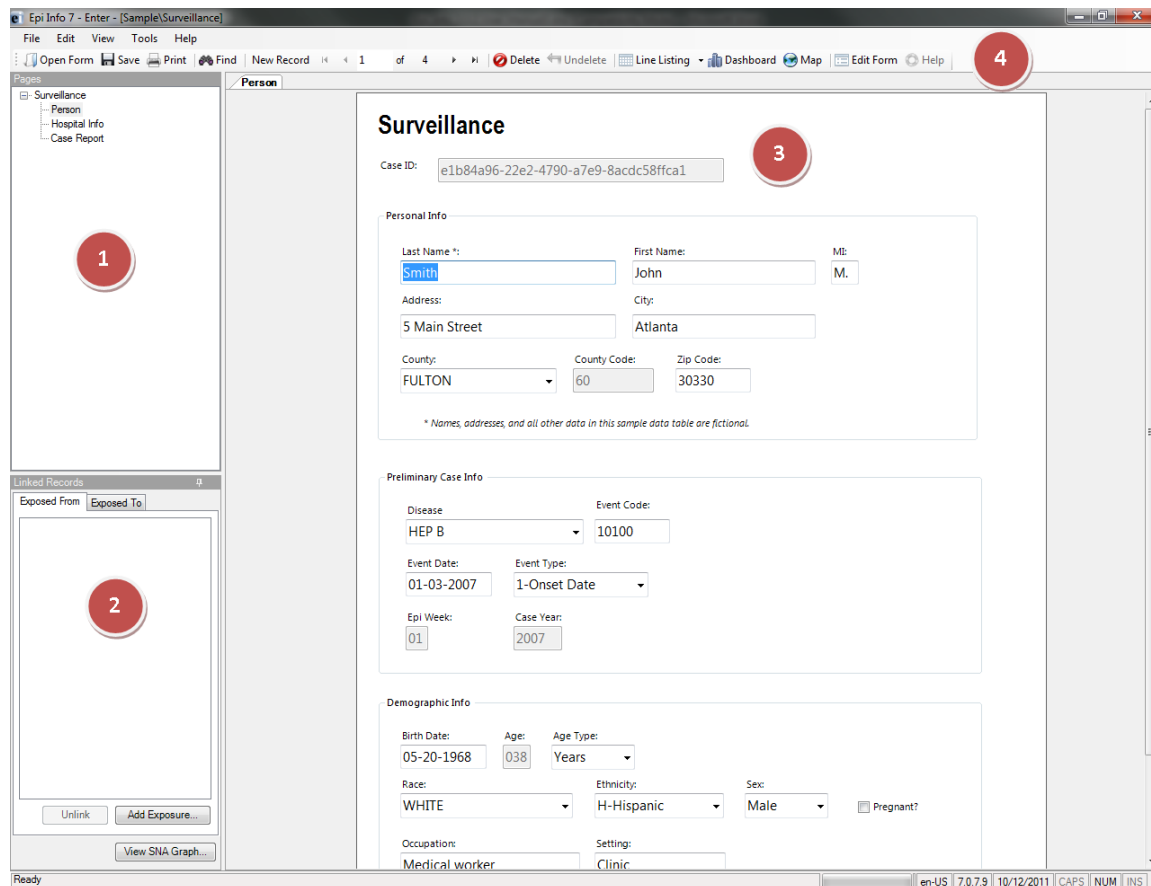 Epi Info 7 - Enter - [Sample\Surveillance]
File Edit View Tools Help
Open Form Save Print Find New Record 1 of 4 Delete Undelete Line Listing Dashboard Map Edit Form Help
4
Pages
Surveillance
Person
Hospital Info
Case Report
1
Person
Surveillance
3
Case ID: e1b84a96-22e2-4790-a7e9-8acdc58ffca1
Personal Info
Last Name *: First Name: MI:
Smith John M.
Address: City:
5 Main Street Atlanta
County: County Code: Zip Code:
FULTON 60 30330
* Names, addresses, and all other data in this sample data table are fictional.
Linked Records
Exposed From Exposed To
2
Unlink Add Exposure...
View SNA Graph...
Preliminary Case Info
Disease Event Code:
HEP B 10100
Event Date: Event Type:
01-03-2007 1-Onset Date
Epi Week: Case Year:
01 2007
Demographic Info
Birth Date: Age: Age Type:
05-20-1968 038 Years
Race: Ethnicity: Sex:
WHITE H-Hispanic Male Pregnant?
Occupation: Setting:
Medical worker Clinic
Ready en-US 7.0.7.9 10/12/2011 CAPS NUM INS